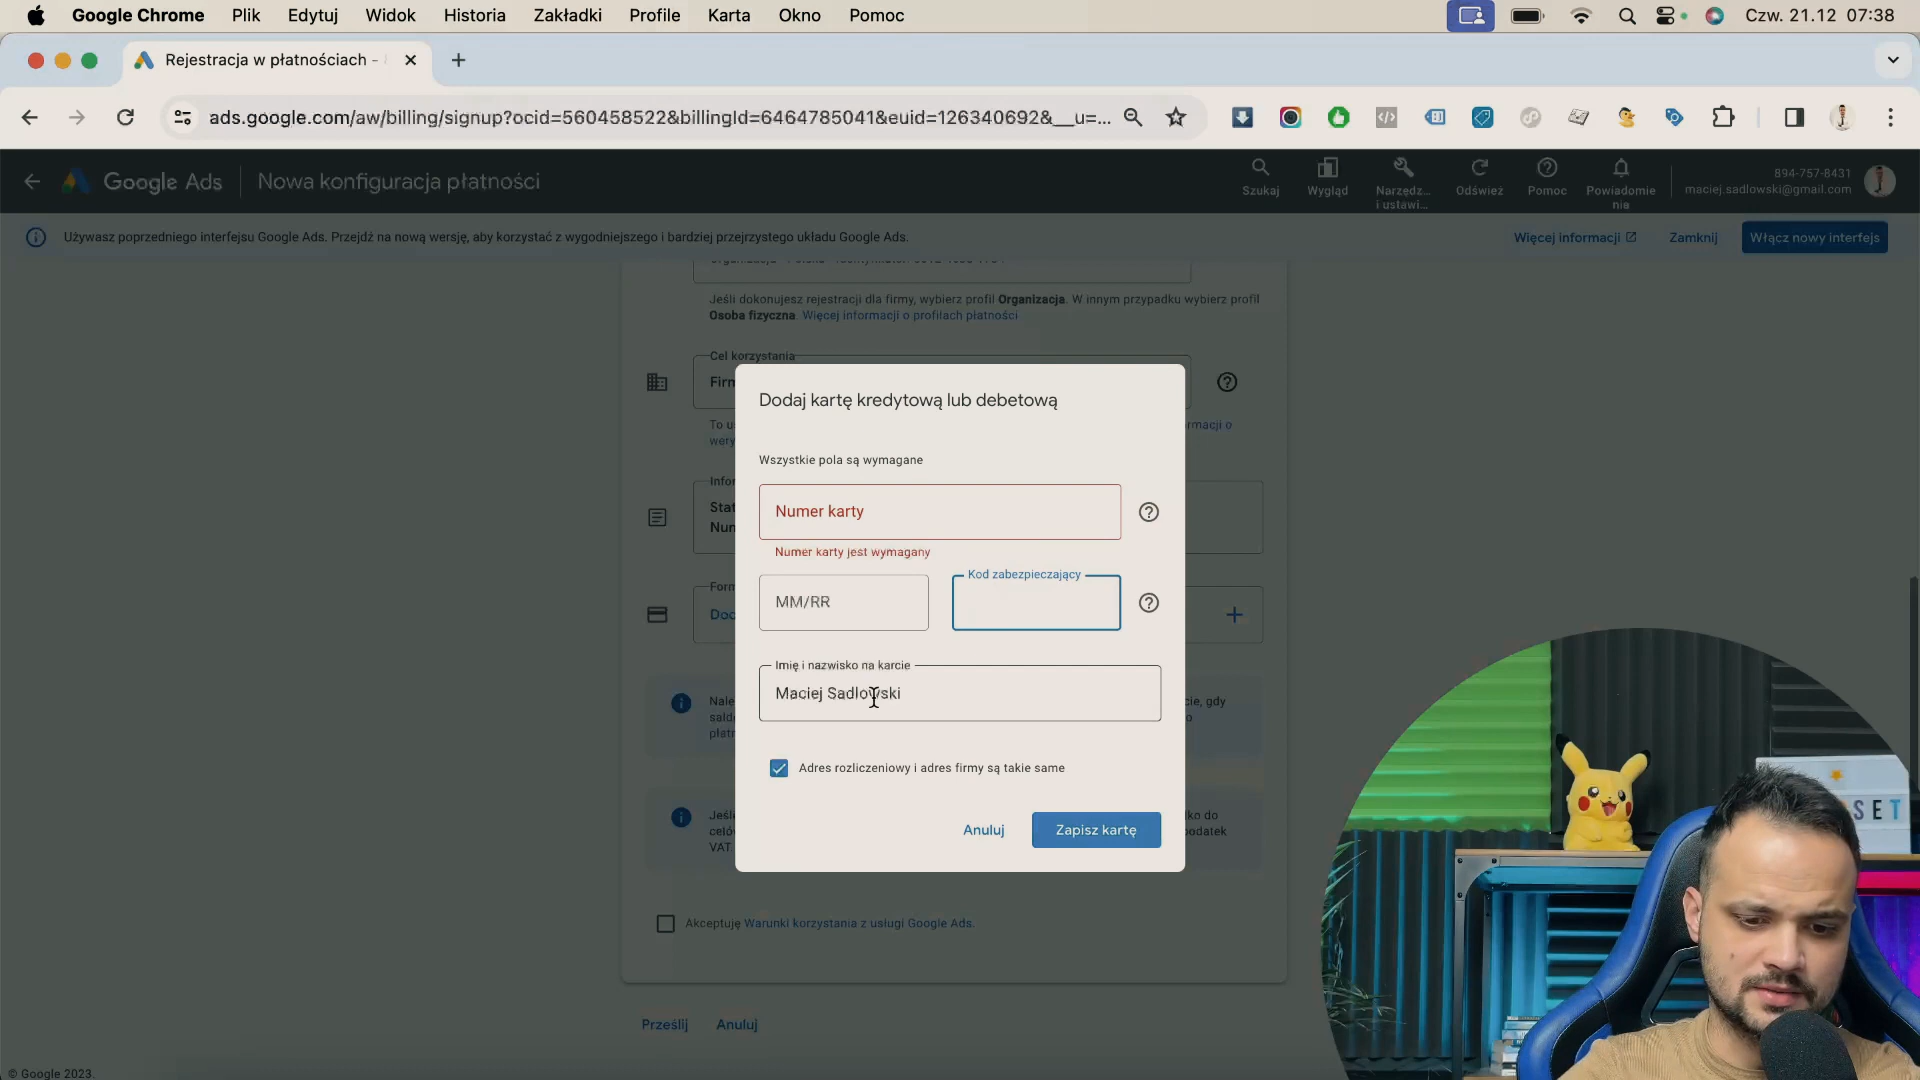 Google Chrome Plik Edytuj Widok Historia Zakładki Profile Karta Okno Pomoc Czw. 21.12 07:38
Rejestracja w płatnościach -
ads.google.com/aw/billing/signup?ocid=560458522&billingId=6464785041&euid=126340692&__u=...
Google Ads Nowa konfiguracja płatności
Szukaj Wygląd Narzędz... i ustawi... Odśwież Pomoc Powiadomie nia
894-757-8431
maciej.sadlowski@gmail.com
Używasz poprzedniego interfejsu Google Ads. Przejdź na nową wersję, aby korzystać z wygodniejszego i bardziej przejrzystego układu Google Ads. Więcej informacji Zamknij Włącz nowy interfejs
Jeśli dokonujesz rejestracji dla firmy, wybierz profil Organizacja. W innym przypadku wybierz profil
Osoba fizyczna. Więcej informacji o profilach płatności
Cel korzystania
Firm
Dodaj kartę kredytową lub debetową
Wszystkie pola są wymagane
Numer karty
Numer karty jest wymagany
MM/RR
Kod zabezpieczający
Imię i nazwisko na karcie
Maciej Sadlowski
Adres rozliczeniowy i adres firmy są takie same
Anuluj Zapisz kartę
Akceptuję Warunki korzystania z usługi Google Ads.
Prześlij Anuluj
© Google 2023.